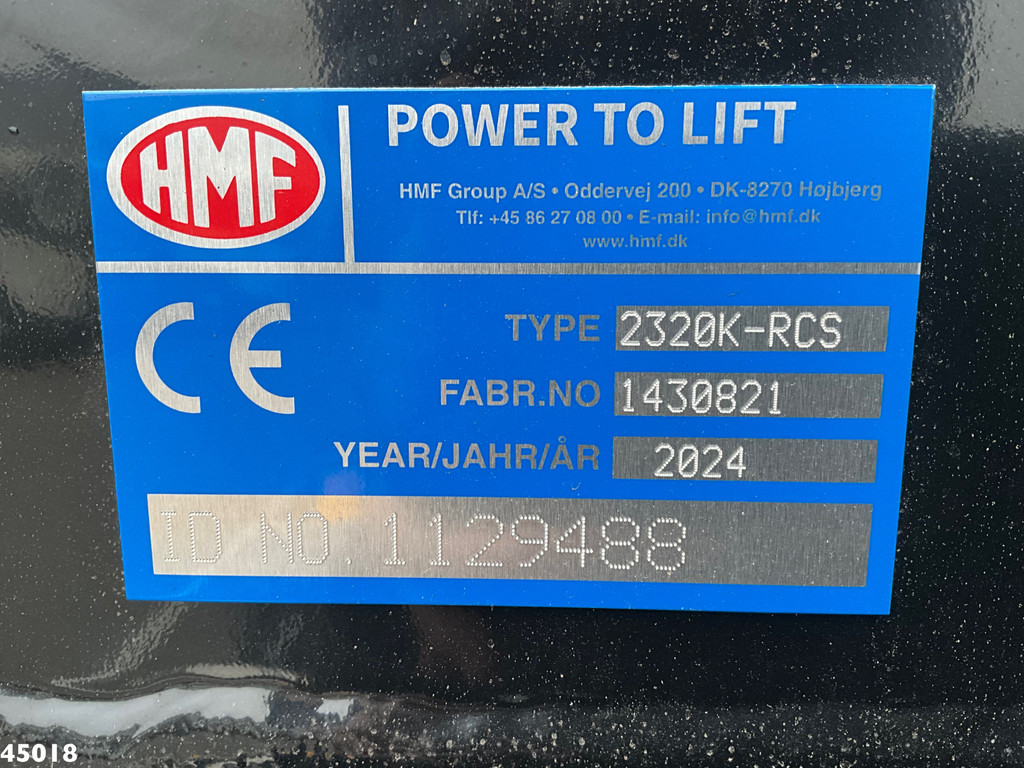 HMF
POWER TO LIFT
HMF Group A/S • Oddervej 200 • DK-8270 Højbjerg
Tlf: +45 86 27 08 00 • E-mail: info@hmf.dk
www.hmf.dk
CE
TYPE 2320K-RCS
FABR.NO 1430821
YEAR/JAHR/ÅR 2024
ID NO. 1129488
45018